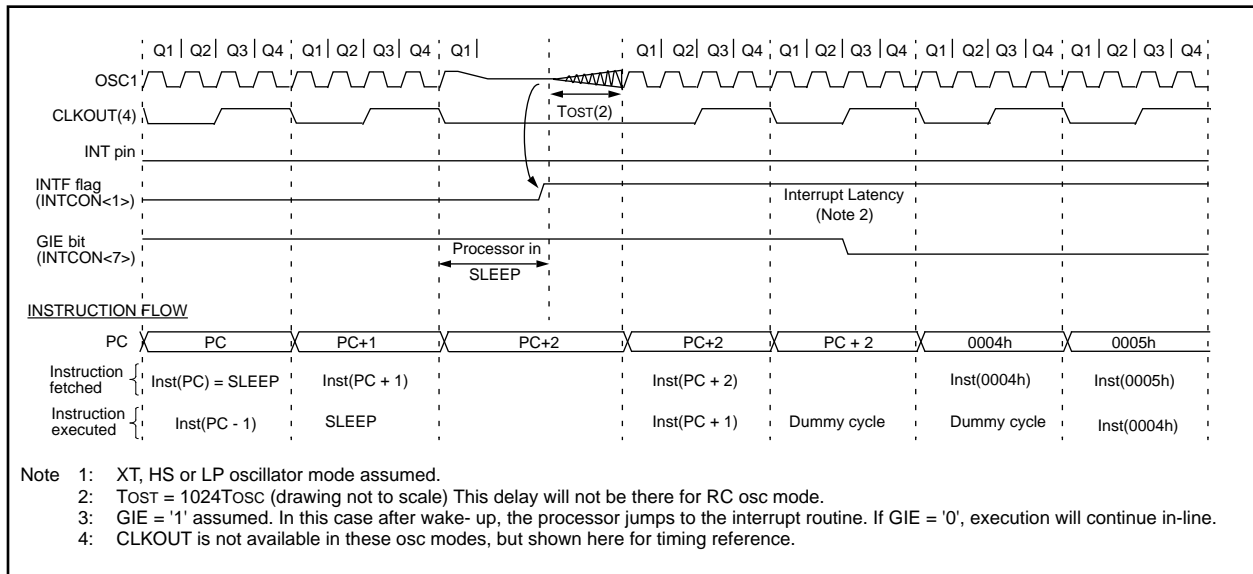 Q1 Q2 Q3 Q4 Q1 Q2 Q3 Q4 Q1 Q1 Q2 Q3 Q4 Q1 Q2 Q3 Q4 Q1 Q2 Q3 Q4 Q1 Q2 Q3 Q4
OSC1
TOST(2)
CLKOUT(4)
INT pin
INTF flag
(INTCON<1>)
Interrupt Latency
(Note 2)
GIE bit
(INTCON<7>)
Processor in
SLEEP
INSTRUCTION FLOW
PC PC PC+1 PC+2 PC+2 PC + 2 0004h 0005h
Instruction
fetched
Inst(PC) = SLEEP Inst(PC + 1) Inst(PC + 2) Inst(0004h) Inst(0005h)
Instruction
executed
Inst(PC - 1) SLEEP Inst(PC + 1) Dummy cycle Dummy cycle Inst(0004h)
Note 1: XT, HS or LP oscillator mode assumed.
2: TOST = 1024TOSC (drawing not to scale) This delay will not be there for RC osc mode.
3: GIE = '1' assumed. In this case after wake- up, the processor jumps to the interrupt routine. If GIE = '0', execution will continue in-line.
4: CLKOUT is not available in these osc modes, but shown here for timing reference.